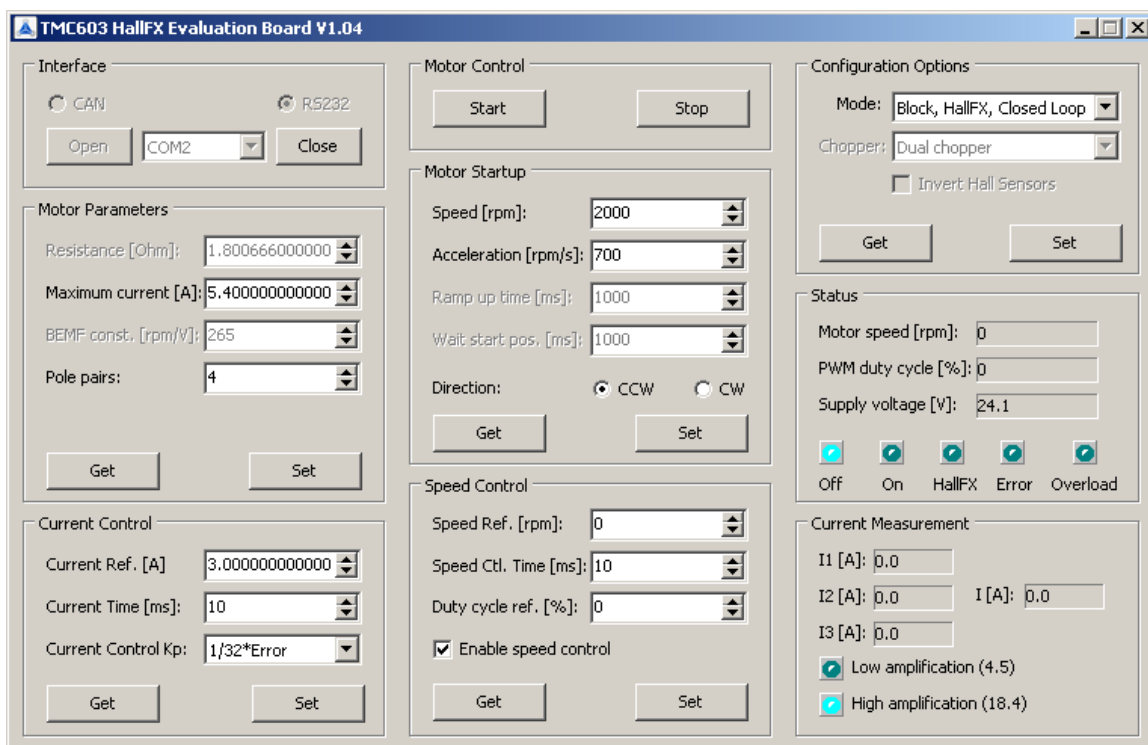 TMC603 HallFX Evaluation Board V1.04
Interface
CAN
RS232
Open
COM2
Close
Motor Parameters
Resistance [Ohm]: 1.800666000000
Maximum current [A]: 5.400000000000
BEMF const. [rpm/V]: 265
Pole pairs: 4
Get
Set
Current Control
Current Ref. [A] 3.000000000000
Current Time [ms]: 10
Current Control Kp: 1/32*Error
Get
Set
Motor Control
Start
Stop
Motor Startup
Speed [rpm]: 2000
Acceleration [rpm/s]: 700
Ramp up time [ms]: 1000
Wait start pos. [ms]: 1000
Direction: CCW CW
Get
Set
Speed Control
Speed Ref. [rpm]: 0
Speed Ctl. Time [ms]: 10
Duty cycle ref. [%]: 0
Enable speed control
Get
Set
Configuration Options
Mode: Block, HallFX, Closed Loop
Chopper: Dual chopper
Invert Hall Sensors
Get
Set
Status
Motor speed [rpm]: 0
PWM duty cycle [%]: 0
Supply voltage [V]: 24.1
Off On HallFX Error Overload
Current Measurement
I1 [A]: 0.0
I2 [A]: 0.0 I [A]: 0.0
I3 [A]: 0.0
Low amplification (4.5)
High amplification (18.4)